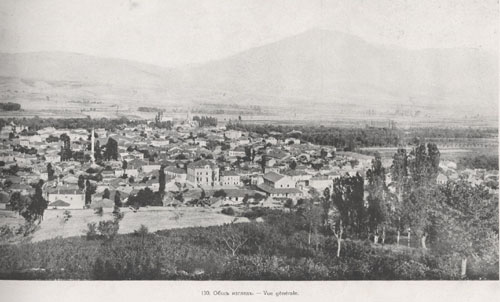 130. Общъ изгледъ. — Vue générale.